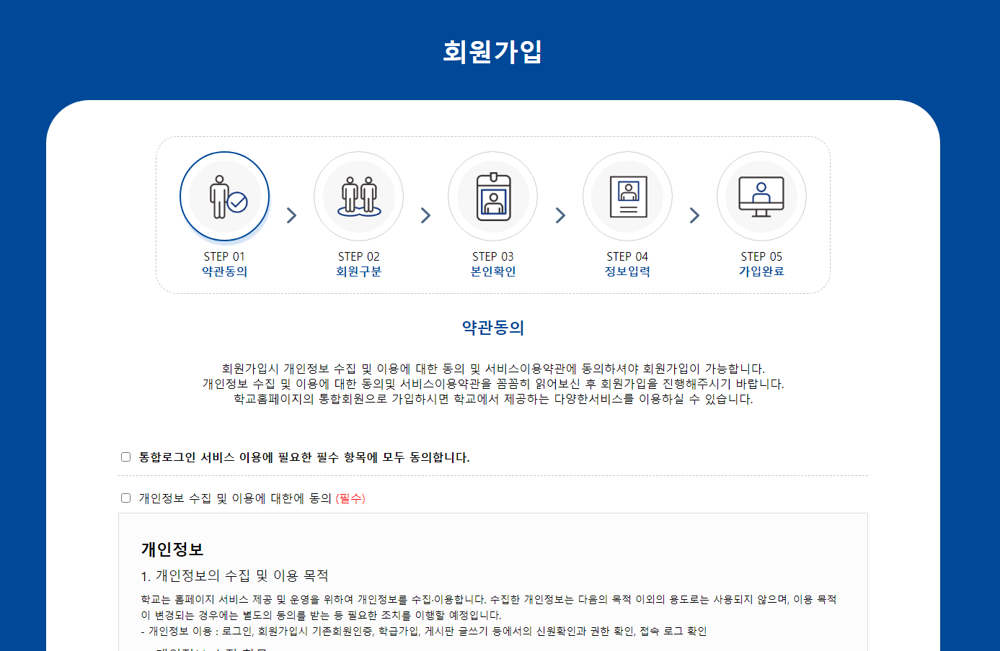 회원가입
STEP 01
약관동의
STEP 02
회원구분
STEP 03
본인확인
STEP 04
정보입력
STEP 05
가입완료
약관동의
회원가입시 개인정보 수집 및 이용에 대한 동의 및 서비스이용약관에 동의하셔야 회원가입이 가능합니다.
개인정보 수집 및 이용에 대한 동의및 서비스이용약관을 꼼꼼히 읽어보신 후 회원가입을 진행해주시기 바랍니다.
학교홈페이지의 통합회원으로 가입하시면 학교에서 제공하는 다양한서비스를 이용하실 수 있습니다.
통합로그인 서비스 이용에 필요한 필수 항목에 모두 동의합니다.
개인정보 수집 및 이용에 대한에 동의 (필수)
개인정보
1. 개인정보의 수집 및 이용 목적
학교는 홈페이지 서비스 제공 및 운영을 위하여 개인정보를 수집·이용합니다. 수집한 개인정보는 다음의 목적 이외의 용도로는 사용되지 않으며, 이용 목적
이 변경되는 경우에는 별도의 동의를 받는 등 필요한 조치를 이행할 예정입니다.
- 개인정보 이용 : 로그인, 회원가입시 기존회원인증, 학급가입, 게시판 글쓰기 등에서의 신원확인과 권한 확인, 접속 로그 확인